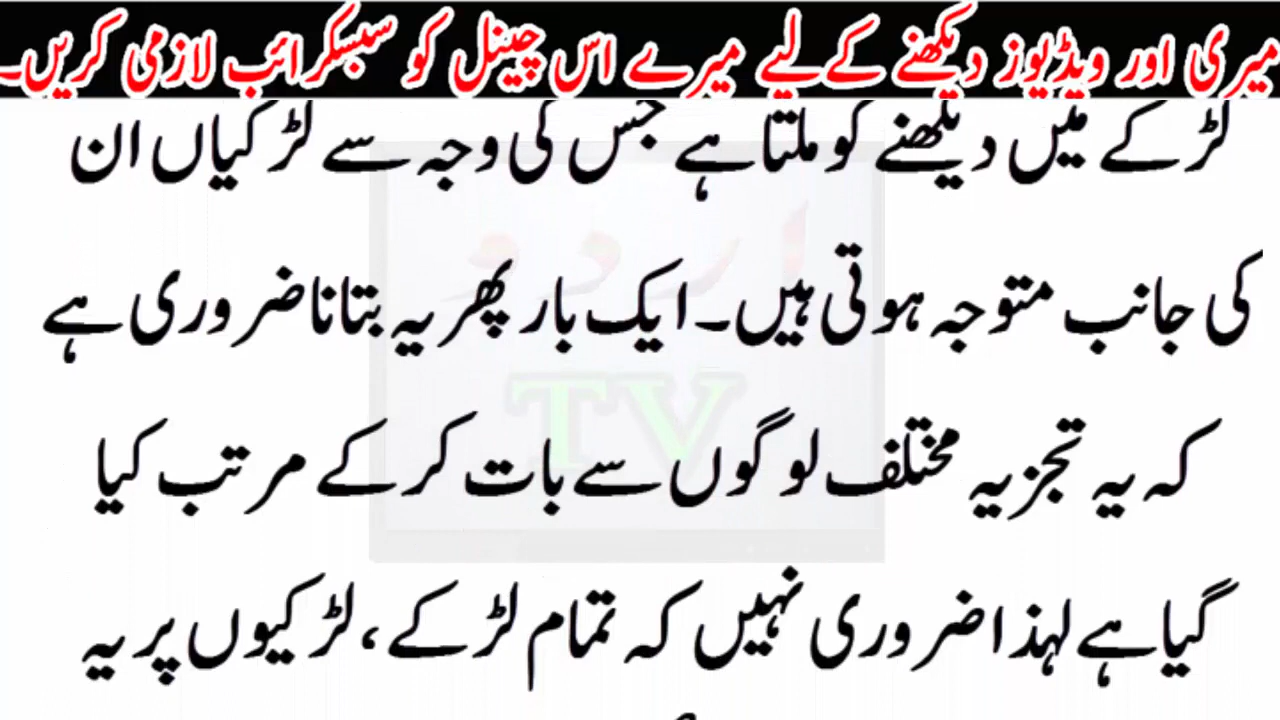 میری اور ویڈیوز دیکھنے کےلیے میرے اس چینل کو سبسکرائب لازمی کریں۔
لڑکے میں دیکھنے کو ملتا ہے جس کی وجہ سے لڑکیاں ان
کی جانب متوجہ ہوتی ہیں۔ ایک بار پھر یہ بتانا ضروری ہے
کہ یہ تجزیہ مختلف لوگوں سے بات کر کے مرتب کیا
گیا ہے لہذا ضروری نہیں کہ تمام لڑکے، لڑکیوں پر یہ
اردو
TV